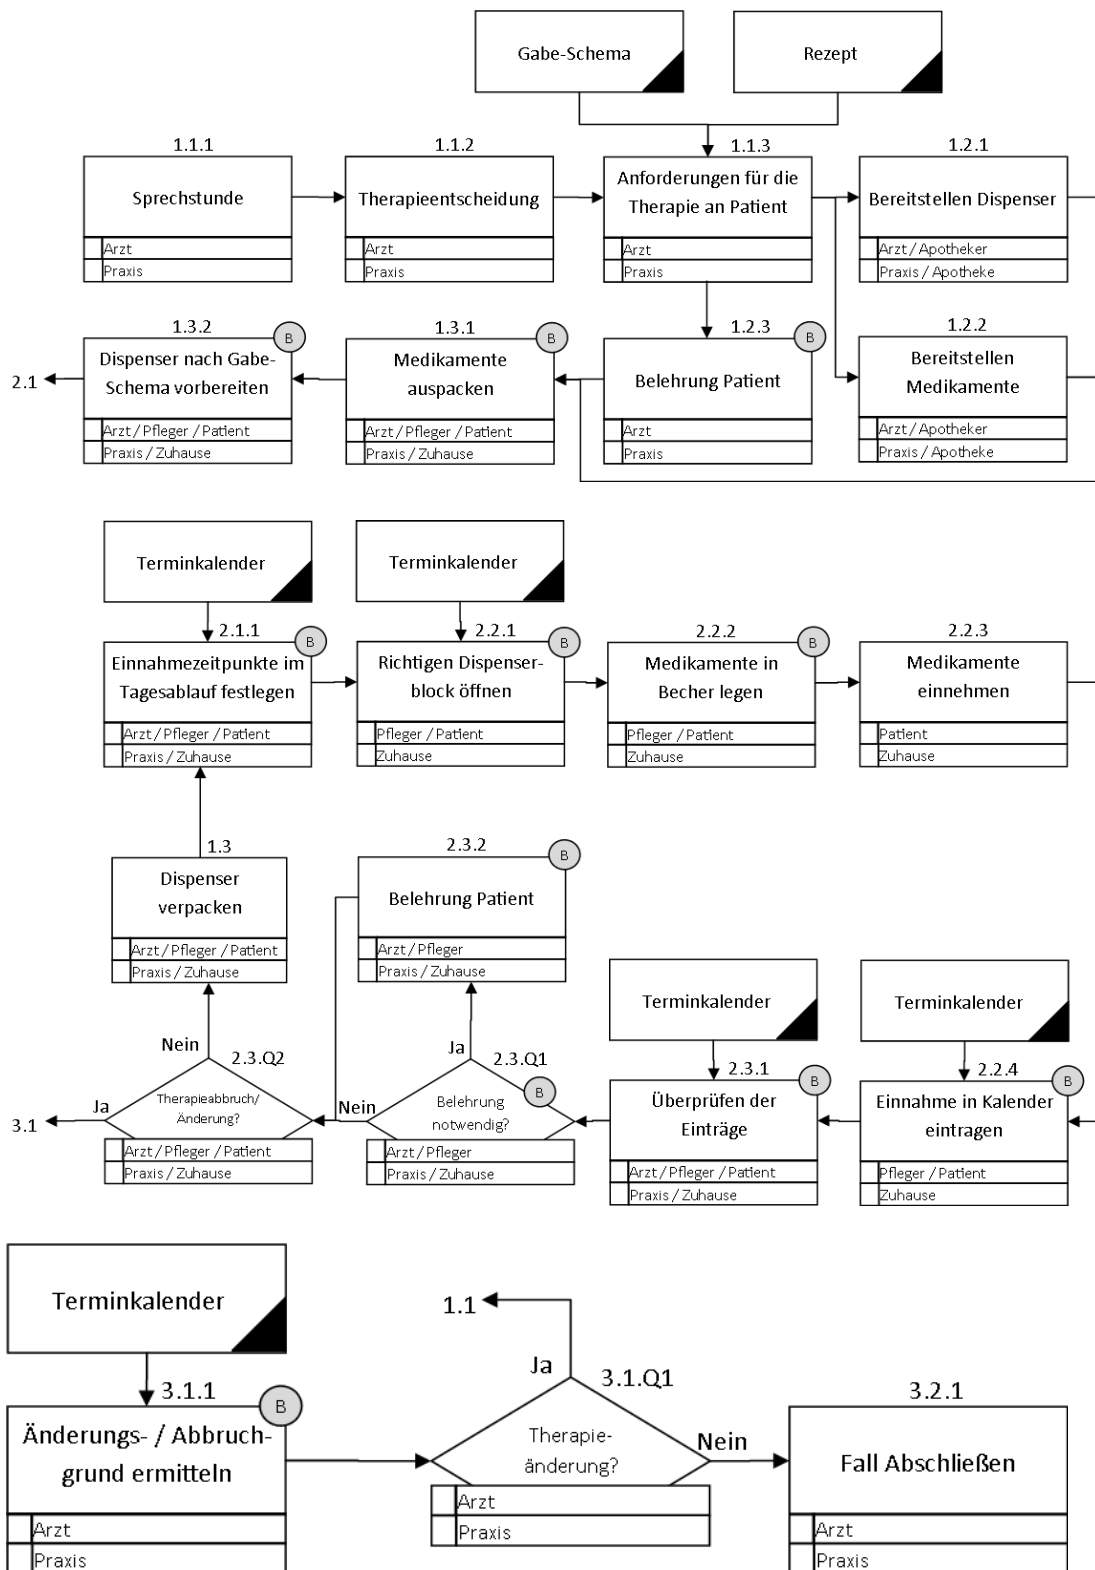 Gabe-Schema
Rezept
1.1.1
Sprechstunde
Arzt
Praxis
1.1.2
Therapieentscheidung
Arzt
Praxis
1.1.3
Anforderungen für die
Therapie an Patient
Arzt
Praxis
1.2.1
Bereitstellen Dispenser
Arzt / Apotheker
Praxis / Apotheke
2.1
1.3.2
B
Dispenser nach Gabe-
Schema vorbereiten
Arzt / Pfleger / Patient
Praxis / Zuhause
1.3.1
B
Medikamente
auspacken
Arzt / Pfleger / Patient
Praxis / Zuhause
1.2.3
B
Belehrung Patient
Arzt
Praxis
1.2.2
Bereitstellen
Medikamente
Arzt / Apotheker
Praxis / Apotheke
Terminkalender
Terminkalender
2.1.1
B
Einnahmezeitpunkte im
Tagesablauf festlegen
Arzt / Pfleger / Patient
Praxis / Zuhause
2.2.1
B
Richtigen Dispenser-
block öffnen
Pfleger / Patient
Zuhause
2.2.2
B
Medikamente in
Becher legen
Pfleger / Patient
Zuhause
2.2.3
Medikamente
einnehmen
Patient
Zuhause
1.3
Dispenser
verpacken
Arzt / Pfleger / Patient
Praxis / Zuhause
2.3.2
B
Belehrung Patient
Arzt / Pfleger
Praxis / Zuhause
Terminkalender
Terminkalender
3.1
Ja
Nein
2.3.Q2
Therapieabbruch/
Änderung?
Arzt / Pfleger / Patient
Praxis / Zuhause
Nein
Ja
2.3.Q1
B
Belehrung
notwendig?
Arzt / Pfleger
Praxis / Zuhause
2.3.1
B
Überprüfen der
Einträge
Arzt / Pfleger / Patient
Praxis / Zuhause
2.2.4
B
Einnahme in Kalender
eintragen
Pfleger / Patient
Zuhause
Terminkalender
3.1.1
B
Änderungs- / Abbruch-
grund ermitteln
Arzt
Praxis
1.1
Ja
3.1.Q1
Therapie-
änderung?
Nein
Arzt
Praxis
3.2.1
Fall Abschließen
Arzt
Praxis